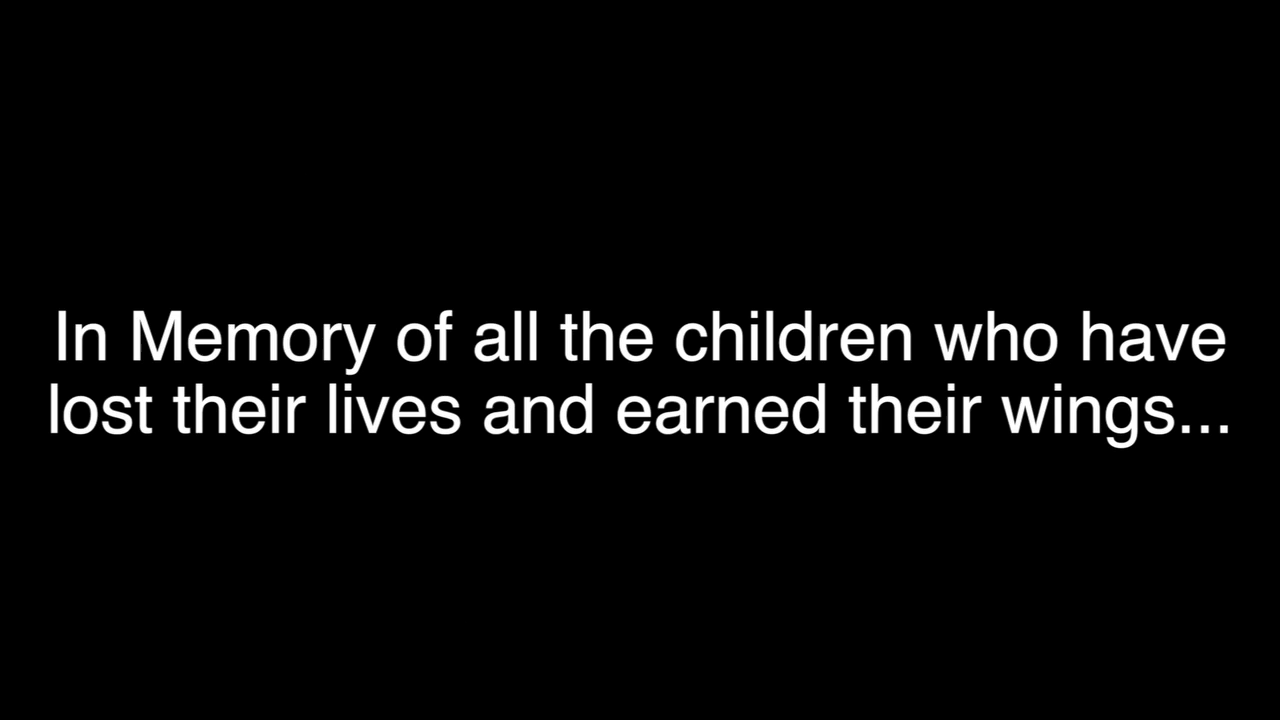 In Memory of all the children who have
lost their lives and earned their wings...